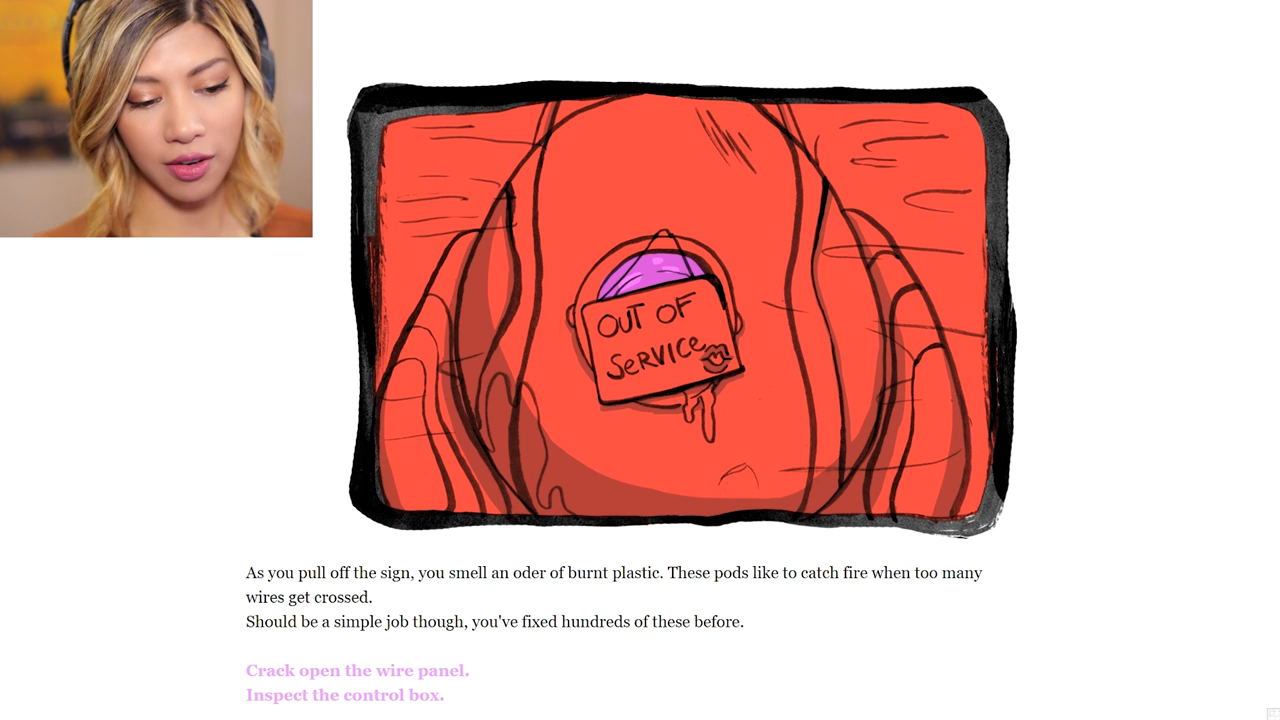 OUT OF
SERVICE
As you pull off the sign, you smell an oder of burnt plastic. These pods like to catch fire when too many
wires get crossed.
Should be a simple job though, you've fixed hundreds of these before.
Crack open the wire panel.
Inspect the control box.